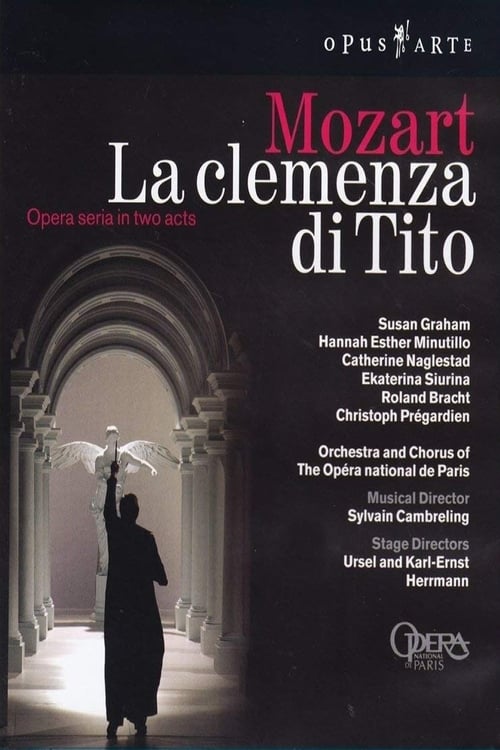 OPUS ARTE
Mozart
La clemenza
Opera seria in two acts
di Tito
Susan Graham
Hannah Esther Minutillo
Catherine Naglestad
Ekaterina Siurina
Roland Bracht
Christoph Prégardien
Orchestra and Chorus of
The Opéra national de Paris
Musical Director
Sylvain Cambreling
Stage Directors
Ursel and Karl-Ernst
Herrmann
OPÉRA
NATIONAL
DE PARIS